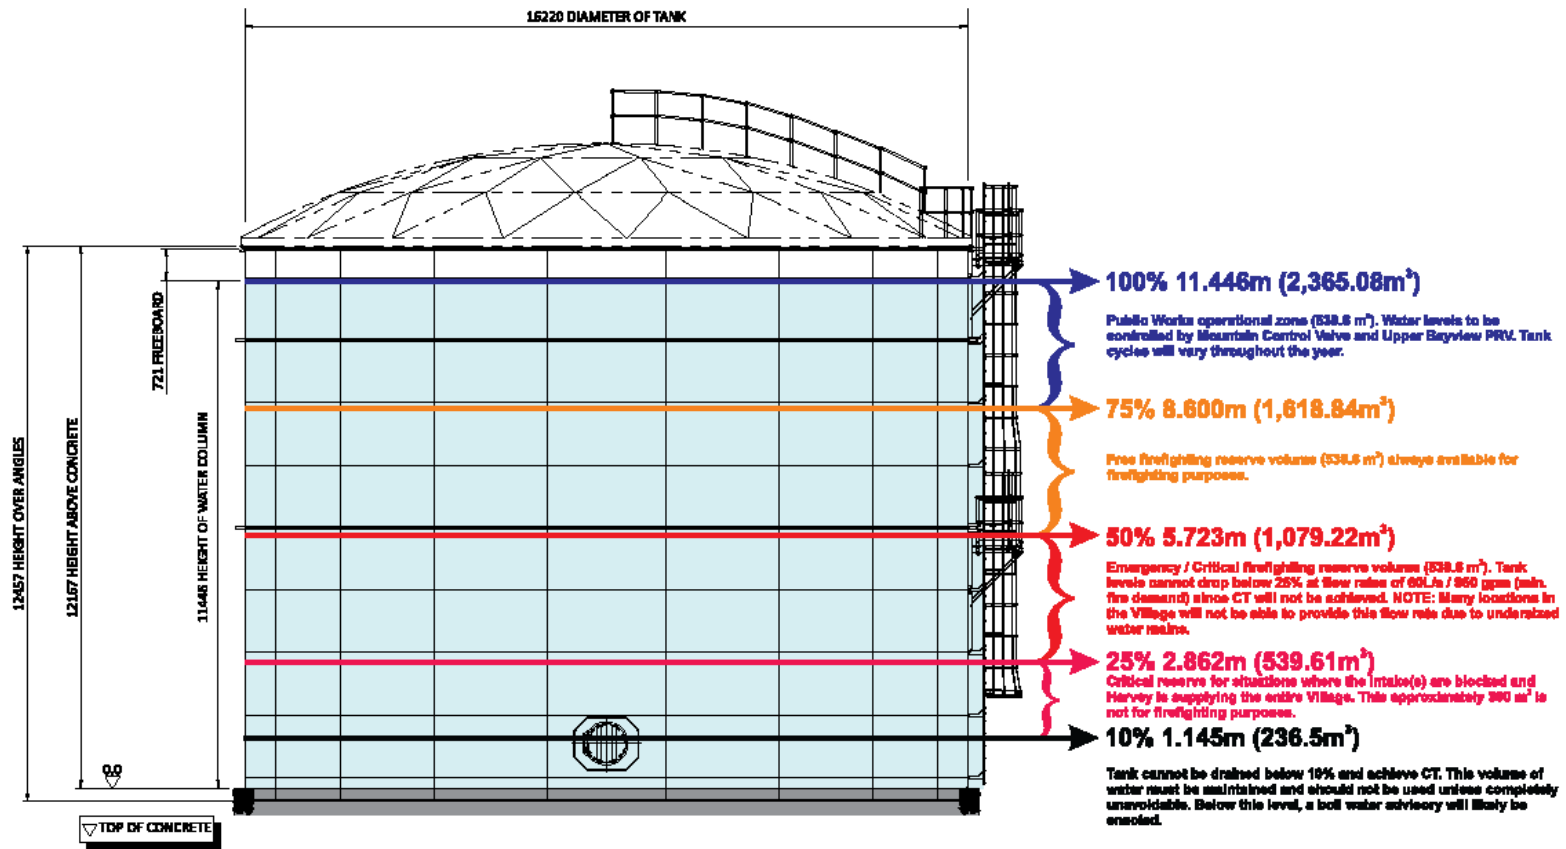 16220 DIAMETER OF TANK
721 FREEBOARD
12457 HEIGHT OVER ANGLES
12167 HEIGHT ABOVE CONCRETE
11446 HEIGHT OF WATER COLUMN
0.0
TOP OF CONCRETE
100% 11.446m (2,365.08m³)
Public Works operational zone (539.6 m³). Water levels to be
controlled by Mountain Control Valve and Upper Bayview PRV. Tank
cycles will vary throughout the year.
75% 8.600m (1,618.84m³)
Free firefighting reserve volume (539.6 m³) always available for
firefighting purposes.
50% 5.723m (1,079.22m³)
Emergency / Critical firefighting reserve volume (539.6 m³). Tank
levels cannot drop below 25% at flow rates of 60L/s / 950 gpm (min.
fire demand) since CT will not be achieved. NOTE: Many locations in
the Village will not be able to provide this flow rate due to undersized
water mains.
25% 2.862m (539.61m³)
Critical reserve for situations where the intake(s) are blocked and
Harvey is supplying the entire Village. This approximately 300 m³ is
not for firefighting purposes.
10% 1.145m (236.5m³)
Tank cannot be drained below 10% and achieve CT. This volume of
water must be maintained and should not be used unless completely
unavoidable. Below this level, a boil water advisory will likely be
enacted.